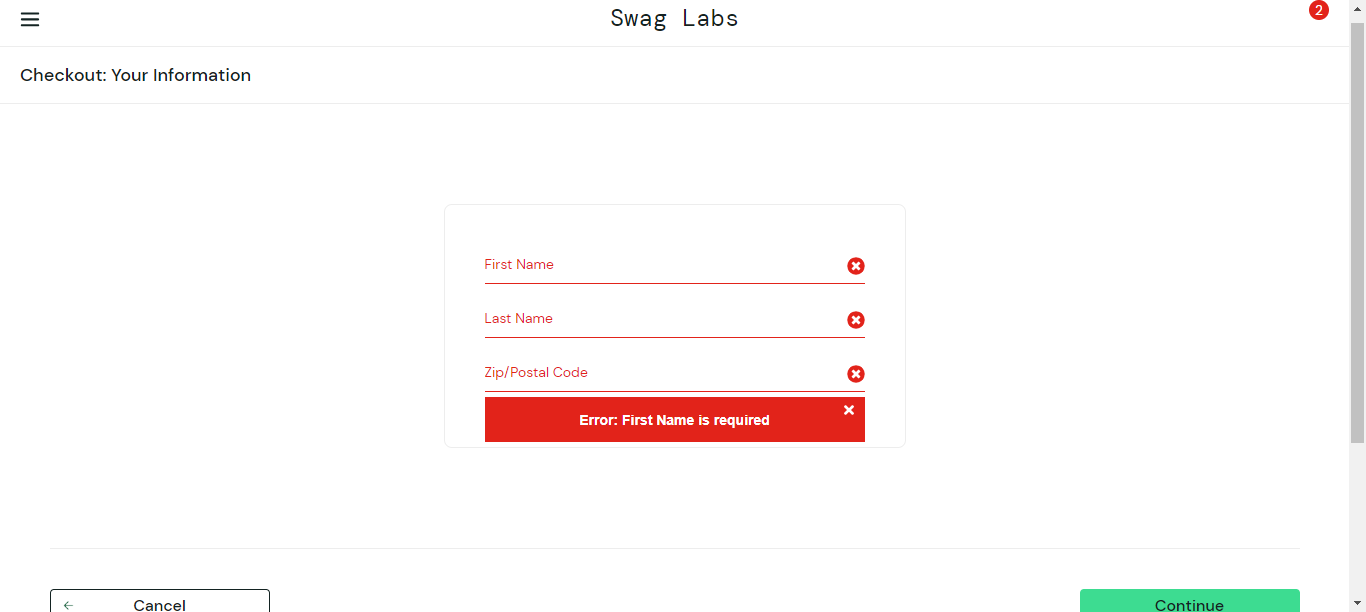 Swag Labs
2
Checkout: Your Information
First Name
Last Name
Zip/Postal Code
Error: First Name is required
Cancel
Continue